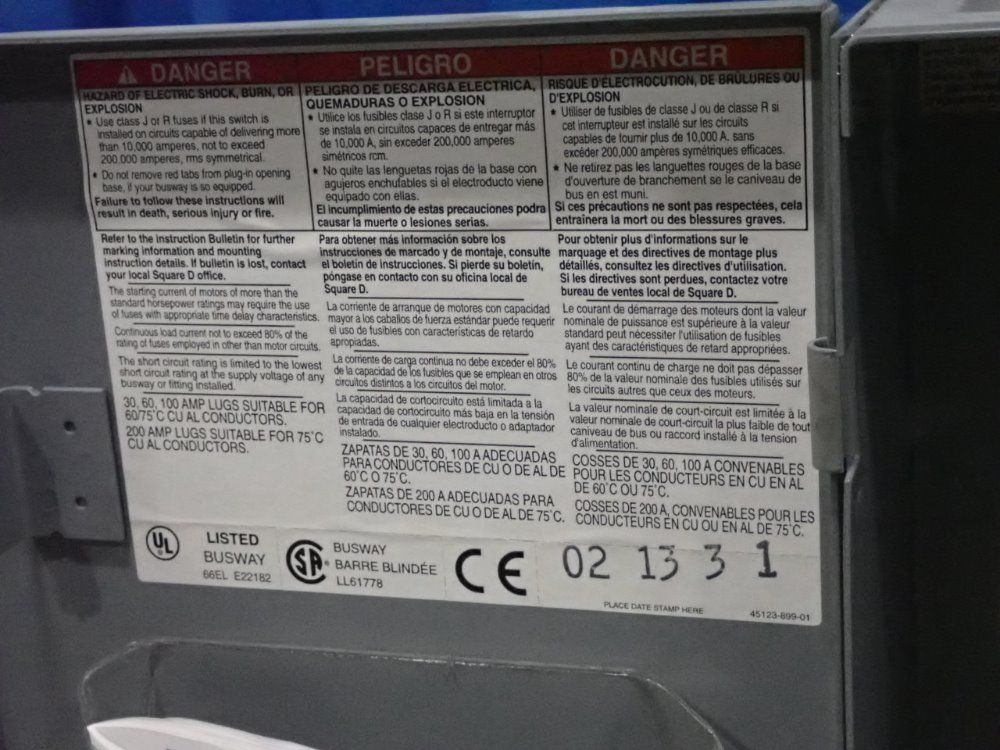 DANGER
HAZARD OF ELECTRIC SHOCK, BURN, OR
EXPLOSION
* Use class J or R fuses if this switch is
installed on circuits capable of delivering more
than 10,000 amperes, not to exceed
200,000 amperes, rms symmetrical.
* Do not remove red tabs from plug-in opening
base, if your busway is so equipped.
Failure to follow these instructions will
result in death, serious injury or fire.
Refer to the instruction Bulletin for further
marking information and mounting
instruction details. If bulletin is lost, contact
your local Square D office.
The starting current of motors of more than the
standard horsepower ratings may require the use
of fuses with appropriate time delay characteristics.
Continuous load current not to exceed 80% of the
rating of fuses employed in other than motor circuits.
The short circuit rating is limited to the lowest
short circuit rating at the supply voltage of any
busway or fitting installed.
30, 60, 100 AMP LUGS SUITABLE FOR
60/75°C CU AL CONDUCTORS.
200 AMP LUGS SUITABLE FOR 75°C
CU AL CONDUCTORS.
PELIGRO
PELIGRO DE DESCARGA ELECTRICA,
QUEMADURAS O EXPLOSION
* Utilice los fusibles clase J o R si este interruptor
se instala en circuitos capaces de entregar más
de 10,000 A, sin exceder 200,000 amperes
simétricos rcm.
* No quite las lenguetas rojas de la base con
agujeros enchufables si el electroducto viene
equipado con ellas.
El incumplimiento de estas precauciones podra
causar la muerte o lesiones serias.
Para obtener más información sobre los
instrucciones de marcado y de montaje, consulte
el boletin de instrucciones. Si pierde su boletín,
póngase en contacto con su oficina local de
Square D.
La corriente de arranque de motores con capacidad
mayor a los caballos de fuerza estándar puede requerir
el uso de fusibles con características de retardo
apropiadas.
La corriente de carga continua no debe exceder el 80%
de la capacidad de los fusibles que se emplean en otros
circuitos distintos a los circuitos del motor.
La capacidad de cortocircuito está limitada a la
capacidad de cortocircuito más baja en la tensión
de entrada de cualquier electroducto o adaptador
instalado.
ZAPATAS DE 30, 60, 100 A ADECUADAS
PARA CONDUCTORES DE CU O DE AL DE
60°C O 75°C.
ZAPATAS DE 200 A ADECUADAS PARA
CONDUCTORES DE CU O DE AL DE 75°C.
DANGER
RISQUE D'ÉLECTROCUTION, DE BRÛLURES OU
D'EXPLOSION
* Utiliser de fusibles de classe J ou de classe R si
cet interrupteur est installé sur les circuits
capables de fournir plus de 10,000 A. sans
excéder 200,000 ampères symétriques efficaces.
* Ne retirez pas les languettes rouges de la base
d'ouverture de branchement se le caniveau de
bus en est muni.
Si ces précautions ne sont pas respectées, cela
entraînera la mort ou des blessures graves.
Pour obtenir plus d'informations sur le
marquage et des directives de montage plus
détaillés, consultez les directives d'utilisation.
Si les directives sont perdues, contactez votre
bureau de ventes local de Square D.
Le courant de démarrage des moteurs dont la valeur
nominale de puissance est supérieure à la valeur
standard peut nécessiter l'utilisation de fusibles
ayant des caractéristiques de retard appropriées.
Le courant continu de charge ne doit pas dépasser
80% de la valeur nominale des fusibles utilisés sur
les circuits autres que ceux des moteurs.
La valeur nominale de court-circuit est limitée à la
valeur nominale de court-circuit la plus faible de tout
caniveau de bus ou raccord installé à la tension
d'alimentation.
COSSES DE 30, 60, 100 A CONVENABLES
POUR LES CONDUCTEURS EN CU EN AL
DE 60°C OU 75°C.
COSSES DE 200 A, CONVENABLES POUR LES
CONDUCTEURS EN CU OU EN AL DE 75°C.
UL
LISTED
BUSWAY
66EL E22182
SA
BUSWAY
BARRE BLINDÉE
LL61778
CE
02 13 3 1
PLACE DATE STAMP HERE
45123-899-01